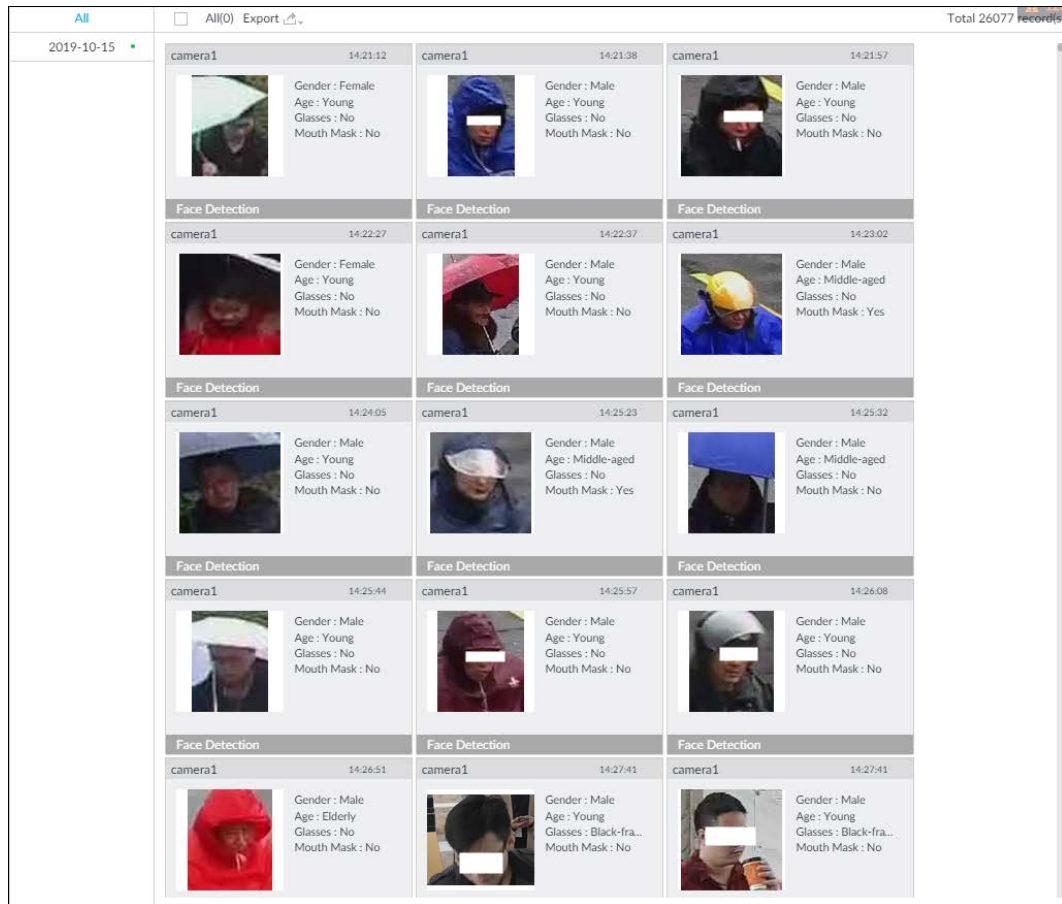 All
All(0) Export
Total 26077 record(s
2019-10-15
camera1 14:21:12
Gender : Female
Age : Young
Glasses : No
Mouth Mask : No
Face Detection
camera1 14:21:38
Gender : Male
Age : Young
Glasses : No
Mouth Mask : No
Face Detection
camera1 14:21:57
Gender : Male
Age : Young
Glasses : No
Mouth Mask : No
Face Detection
camera1 14:22:27
Gender : Female
Age : Young
Glasses : No
Mouth Mask : No
Face Detection
camera1 14:22:37
Gender : Male
Age : Young
Glasses : No
Mouth Mask : No
Face Detection
camera1 14:23:02
Gender : Male
Age : Middle-aged
Glasses : No
Mouth Mask : Yes
Face Detection
camera1 14:24:05
Gender : Male
Age : Young
Glasses : No
Mouth Mask : No
Face Detection
camera1 14:25:23
Gender : Male
Age : Middle-aged
Glasses : No
Mouth Mask : Yes
Face Detection
camera1 14:25:32
Gender : Male
Age : Middle-aged
Glasses : No
Mouth Mask : No
Face Detection
camera1 14:25:44
Gender : Male
Age : Young
Glasses : No
Mouth Mask : No
Face Detection
camera1 14:25:57
Gender : Male
Age : Young
Glasses : No
Mouth Mask : No
Face Detection
camera1 14:26:08
Gender : Male
Age : Young
Glasses : No
Mouth Mask : No
Face Detection
camera1 14:26:51
Gender : Male
Age : Elderly
Glasses : No
Mouth Mask : No
camera1 14:27:41
Gender : Male
Age : Young
Glasses : Black-fra...
Mouth Mask : No
camera1 14:27:41
Gender : Male
Age : Young
Glasses : Black-fra...
Mouth Mask : No